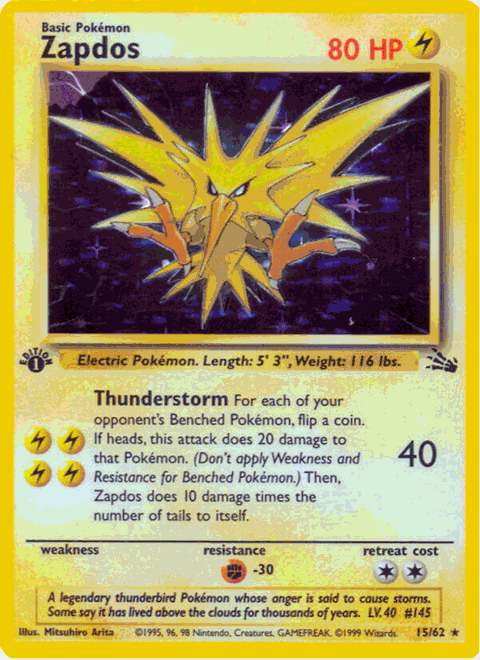 Basic Pokémon
Zapdos
80 HP
EDITION
1
Electric Pokémon. Length: 5' 3", Weight: 116 lbs.
Thunderstorm For each of your
opponent's Benched Pokémon, flip a coin.
If heads, this attack does 20 damage to
that Pokémon. (Don't apply Weakness and
Resistance for Benched Pokémon.) Then,
Zapdos does 10 damage times the
number of tails to itself.
40
weakness
resistance
retreat cost
-30
A legendary thunderbird Pokémon whose anger is said to cause storms.
Some say it has lived above the clouds for thousands of years. LV. 40 #145
Illus. Mitsuhiro Arita ©1995, 96, 98 Nintendo, Creatures, GAMEFREAK. ©1999 Wizards. 15/62 ★